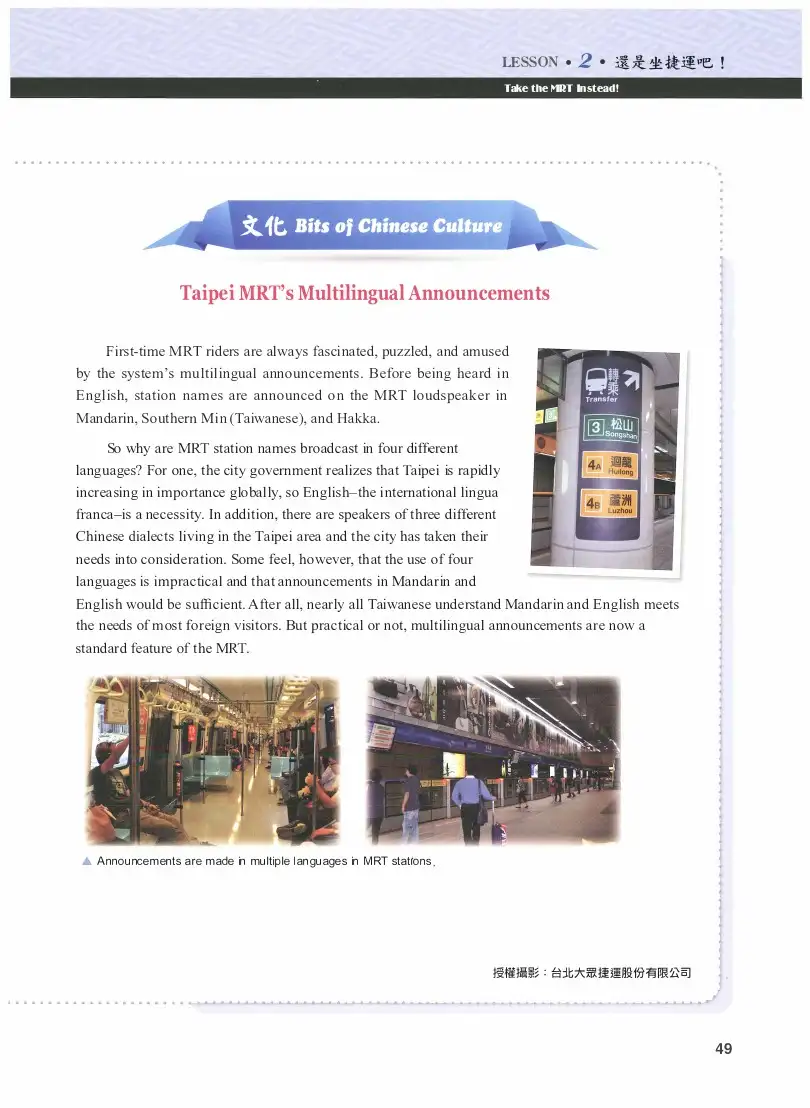 LESSON • 2 • 還是坐捷運吧！
Take the MRT Instead!
文化 Bits of Chinese Culture
Taipei MRT's Multilingual Announcements
First-time MRT riders are always fascinated, puzzled, and amused
by the system's multilingual announcements. Before being heard in
English, station names are announced on the MRT loudspeaker in
Mandarin, Southern Min (Taiwanese), and Hakka.
So why are MRT station names broadcast in four different
languages? For one, the city government realizes that Taipei is rapidly
increasing in importance globally, so English–the international lingua
franca–is a necessity. In addition, there are speakers of three different
Chinese dialects living in the Taipei area and the city has taken their
needs into consideration. Some feel, however, that the use of four
languages is impractical and that announcements in Mandarin and
English would be sufficient. After all, nearly all Taiwanese understand Mandarin and English meets
the needs of most foreign visitors. But practical or not, multilingual announcements are now a
standard feature of the MRT.
轉乘
Transfer
3 松山
Songshan
4A 迴龍
Huilong
4B 蘆洲
Luzhou
▲ Announcements are made in multiple languages in MRT stations.
授權攝影：台北大眾捷運股份有限公司
49